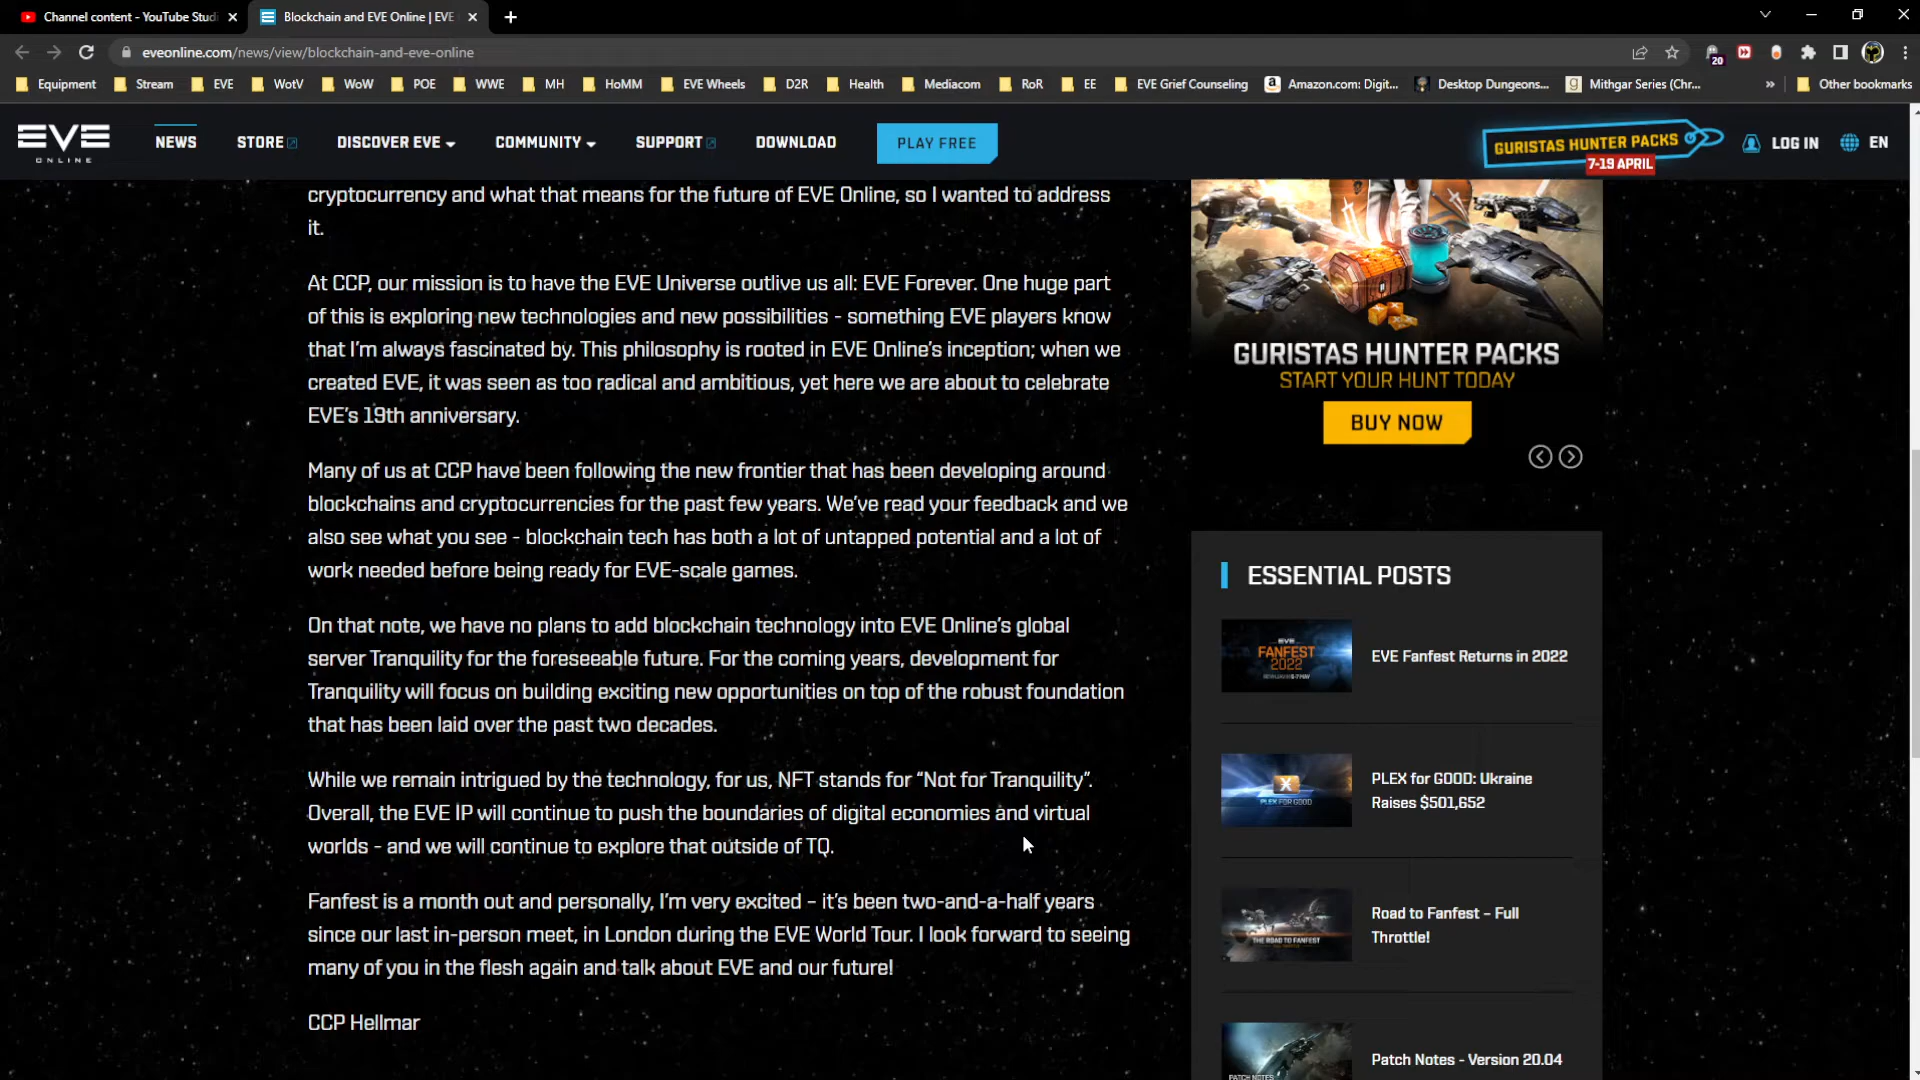 Channel content - YouTube Studi
Blockchain and EVE Online | EVE
eveonline.com/news/view/blockchain-and-eve-online
20
Equipment
Stream
EVE
WotV
WoW
POE
WWE
MH
HoMM
EVE Wheels
D2R
Health
Mediacom
RoR
EE
EVE Grief Counseling
Amazon.com: Digit...
Desktop Dungeons...
Mithgar Series (Chr...
»
Other bookmarks
EVE
ONLINE
NEWS
STORE
DISCOVER EVE
COMMUNITY
SUPPORT
DOWNLOAD
PLAY FREE
GURISTAS HUNTER PACKS
7-19 APRIL
LOG IN
EN
cryptocurrency and what that means for the future of EVE Online, so I wanted to address
it.
At CCP, our mission is to have the EVE Universe outlive us all: EVE Forever. One huge part
of this is exploring new technologies and new possibilities - something EVE players know
that I'm always fascinated by. This philosophy is rooted in EVE Online's inception; when we
created EVE, it was seen as too radical and ambitious, yet here we are about to celebrate
EVE's 19th anniversary.
Many of us at CCP have been following the new frontier that has been developing around
blockchains and cryptocurrencies for the past few years. We've read your feedback and we
also see what you see - blockchain tech has both a lot of untapped potential and a lot of
work needed before being ready for EVE-scale games.
On that note, we have no plans to add blockchain technology into EVE Online's global
server Tranquility for the foreseeable future. For the coming years, development for
Tranquility will focus on building exciting new opportunities on top of the robust foundation
that has been laid over the past two decades.
While we remain intrigued by the technology, for us, NFT stands for “Not for Tranquility”.
Overall, the EVE IP will continue to push the boundaries of digital economies and virtual
worlds - and we will continue to explore that outside of TQ.
Fanfest is a month out and personally, I'm very excited – it's been two-and-a-half years
since our last in-person meet, in London during the EVE World Tour. I look forward to seeing
many of you in the flesh again and talk about EVE and our future!
CCP Hellmar
GURISTAS HUNTER PACKS
START YOUR HUNT TODAY
BUY NOW
ESSENTIAL POSTS
EVE
FANFEST
2022
EVE Fanfest Returns in 2022
PLEX FOR GOOD
PLEX for GOOD: Ukraine
Raises $501,652
THE ROAD TO FANFEST
Road to Fanfest – Full
Throttle!
PATCH NOTES
Patch Notes - Version 20.04